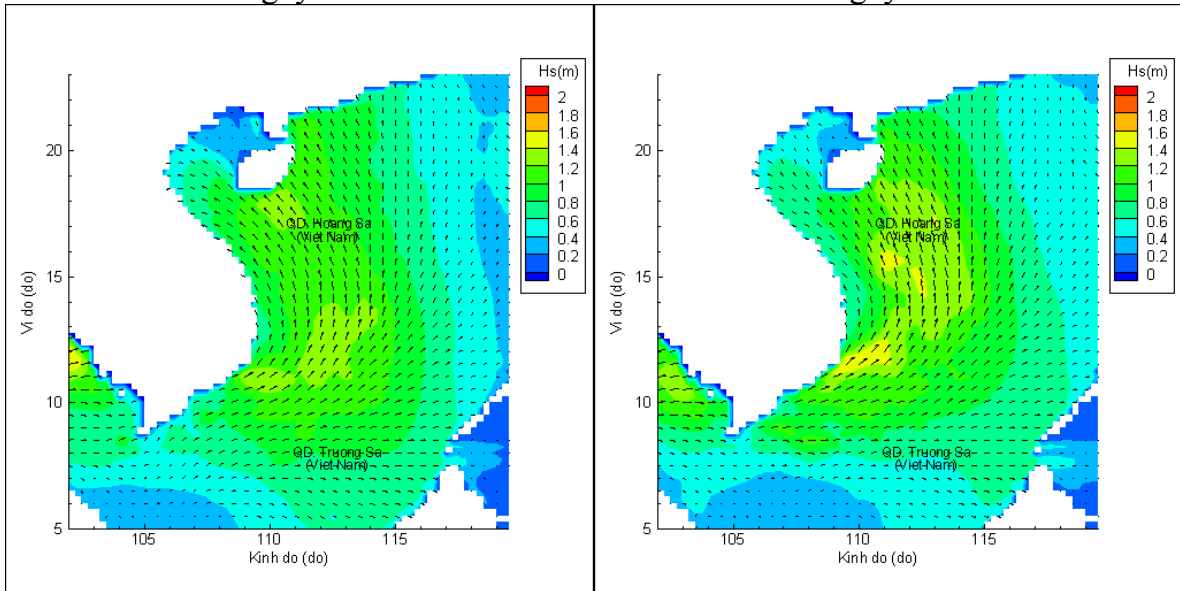 Hs(m)
2
1.8
1.6
1.4
1.2
1
0.8
0.6
0.4
0.2
0
20
15
10
5
Vi do (do)
QD. Hoang Sa
(Viet Nam)
QD. Truong Sa
(Viet Nam)
105
110
115
Kinh do (do)
Hs(m)
2
1.8
1.6
1.4
1.2
1
0.8
0.6
0.4
0.2
0
20
15
10
5
Vi do (do)
QD. Hoang Sa
(Viet Nam)
QD. Truong Sa
(Viet Nam)
105
110
115
Kinh do (do)